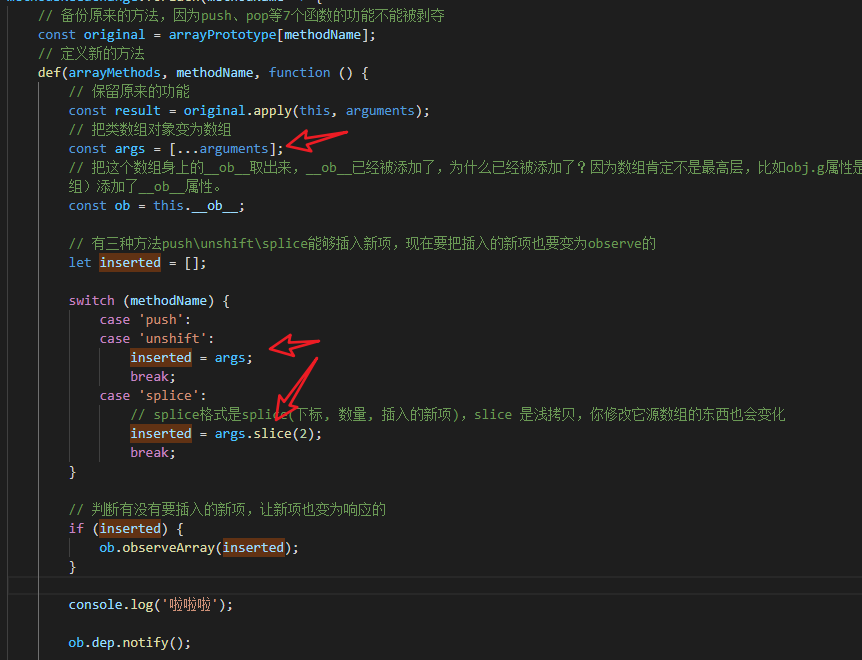 // 备份原来的方法，因为push、pop等7个函数的功能不能被剥夺
const original = arrayPrototype[methodName];
// 定义新的方法
def(arrayMethods, methodName, function () {
// 保留原来的功能
const result = original.apply(this, arguments);
// 把类数组对象变为数组
const args = [...arguments];
// 把这个数组身上的__ob__取出来，__ob__已经被添加了，为什么已经被添加了？因为数组肯定不是最高层，比如obj.g属性是
组）添加了__ob__属性。
const ob = this.__ob__;
// 有三种方法push\unshift\splice能够插入新项，现在要把插入的新项也要变为observe的
let inserted = [];
switch (methodName) {
case 'push':
case 'unshift':
inserted = args;
break;
case 'splice':
// splice格式是splice(下标, 数量, 插入的新项)，slice 是浅拷贝，你修改它源数组的东西也会变化
inserted = args.slice(2);
break;
}
// 判断有没有要插入的新项，让新项也变为响应的
if (inserted) {
ob.observeArray(inserted);
}
console.log('啦啦啦');
ob.dep.notify();